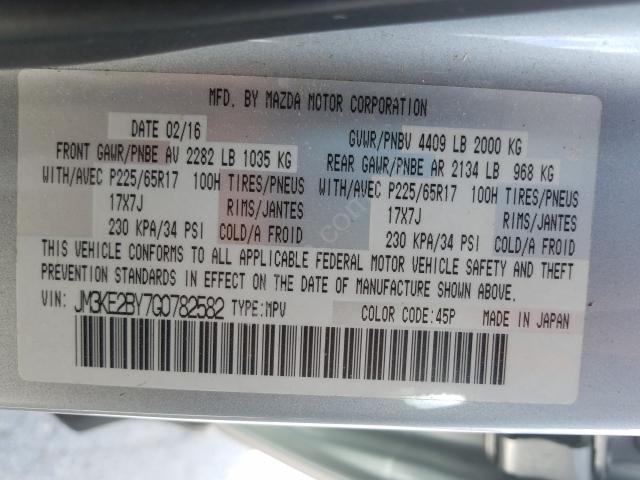 MFD. BY MAZDA MOTOR CORPORATION
DATE 02/16 GVWR/PNBV 4409 LB 2000 KG
FRONT GAWR/PNBE AV 2282 LB 1035 KG REAR GAWR/PNBE AR 2134 LB 968 KG
WITH/AVEC P225/65R17 100H TIRES/PNEUS WITH/AVEC P225/65R17 100H TIRES/PNEUS
17X7J RIMS/JANTES 17X7J RIMS/JANTES
230 KPA/34 PSI COLD/A FROID 230 KPA/34 PSI COLD/A FROID
THIS VEHICLE CONFORMS TO ALL APPLICABLE FEDERAL MOTOR VEHICLE SAFETY AND THEFT
PREVENTION STANDARDS IN EFFECT ON THE DATE OF MANUFACTURE SHOWN ABOVE.
VIN: JM3KE2BY7G0782582 TYPE:MPV COLOR CODE:45P MADE IN JAPAN